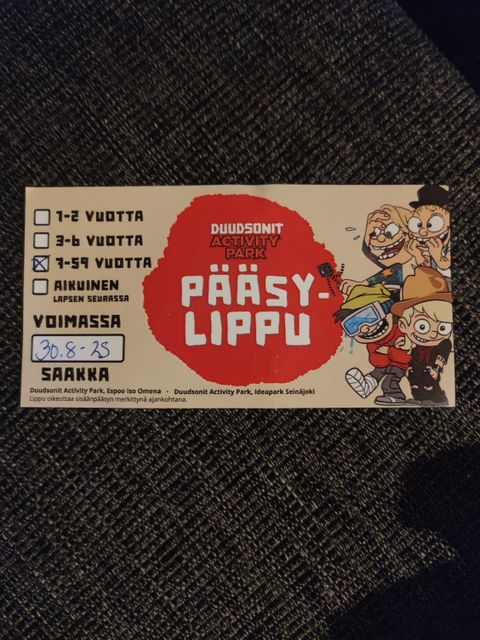 1-2 VUOTTA
3-6 VUOTTA
7-59 VUOTTA
AIKUINEN
LAPSEN SEURASSA
VOIMASSA
30.8-25
SAAKKA
DUUDSONIT
ACTIVITY
PARK
PÄÄSY-
LIPPU
Duudsonit Activity Park, Espoo Iso Omena - Duudsonit Activity Park, Ideapark Seinäjoki
Lippu oikeuttaa sisäänpääsyn merkittynä ajankohtana.